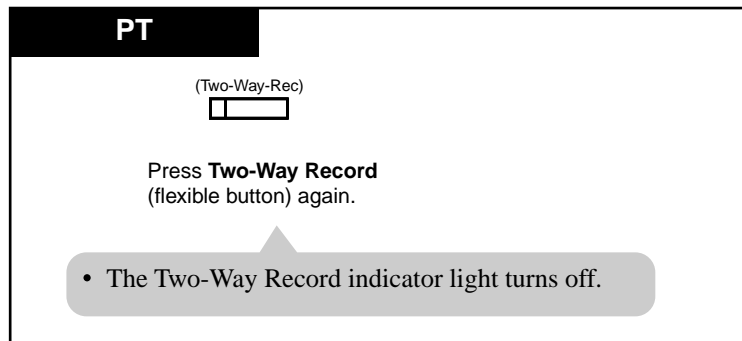 PT
(Two-Way-Rec)
Press Two-Way Record
(flexible button) again.
• The Two-Way Record indicator light turns off.